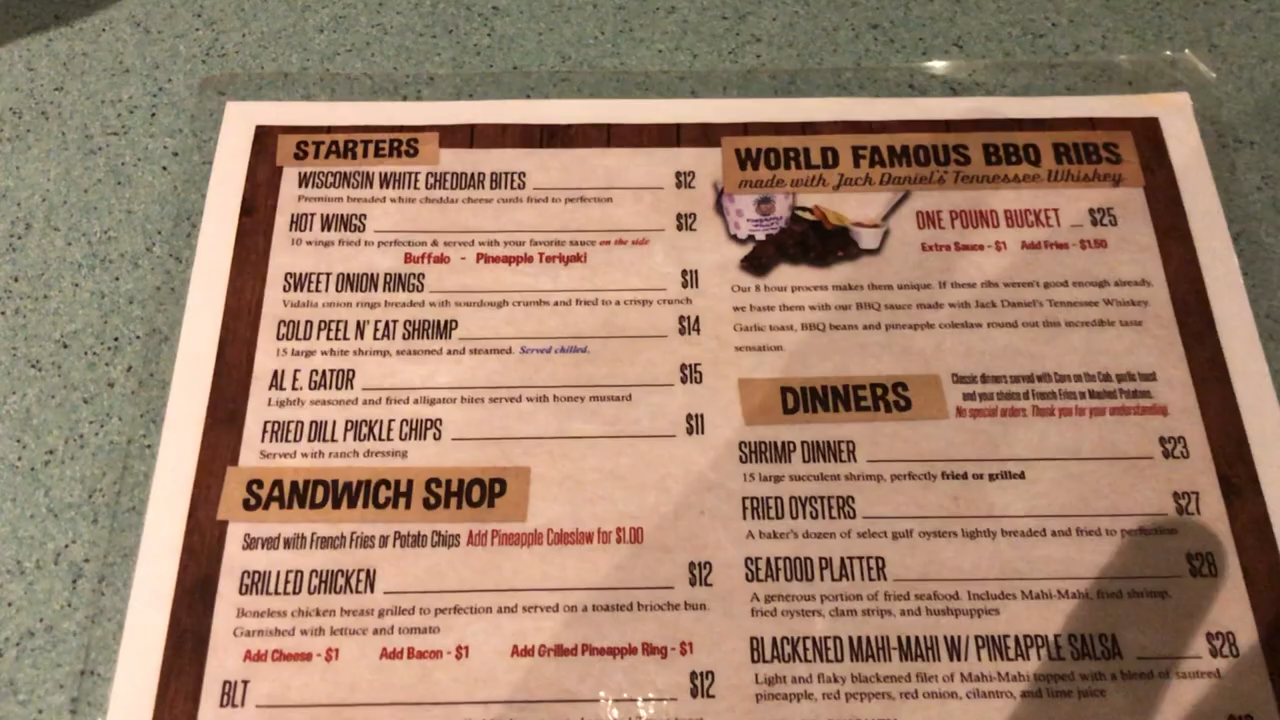 STARTERS
WISCONSIN WHITE CHEDDAR BITES $12
Premium breaded white cheddar cheese curds fried to perfection
HOT WINGS $12
10 wings fried to perfection & served with your favorite sauce on the side
Buffalo - Pineapple Teriyaki
SWEET ONION RINGS $11
Vidalia onion rings breaded with sourdough crumbs and fried to a crispy crunch
COLD PEEL N' EAT SHRIMP $14
15 large white shrimp, seasoned and steamed. Served chilled.
AL E. GATOR $15
Lightly seasoned and fried alligator bites served with honey mustard
FRIED DILL PICKLE CHIPS $11
Served with ranch dressing
SANDWICH SHOP
Served with French Fries or Potato Chips Add Pineapple Coleslaw for $1.00
GRILLED CHICKEN $12
Boneless chicken breast grilled to perfection and served on a toasted brioche bun.
Garnished with lettuce and tomato
Add Cheese - $1 Add Bacon - $1 Add Grilled Pineapple Ring - $1
BLT $12
WORLD FAMOUS BBQ RIBS
made with Jack Daniel's Tennessee Whiskey
ONE POUND BUCKET $25
Extra Sauce - $1 Add Fries - $1.50
Our 8 hour process makes them unique. If these ribs weren't good enough already,
we baste them with our BBQ sauce made with Jack Daniel's Tennessee Whiskey.
Garlic toast, BBQ beans and pineapple coleslaw round out this incredible taste
sensation.
DINNERS
Classic dinners served with Corn on the Cob, garlic toast
and your choice of French Fries or Mashed Potatoes.
No special orders. Thank you for your understanding.
SHRIMP DINNER $23
15 large succulent shrimp, perfectly fried or grilled
FRIED OYSTERS $27
A baker's dozen of select gulf oysters lightly breaded and fried to perfection
SEAFOOD PLATTER $28
A generous portion of fried seafood. Includes Mahi-Mahi, fried shrimp,
fried oysters, clam strips, and hushpuppies
BLACKENED MAHI-MAHI W/ PINEAPPLE SALSA $28
Light and flaky blackened filet of Mahi-Mahi topped with a blend of sauteed
pineapple, red peppers, red onion, cilantro, and lime juice